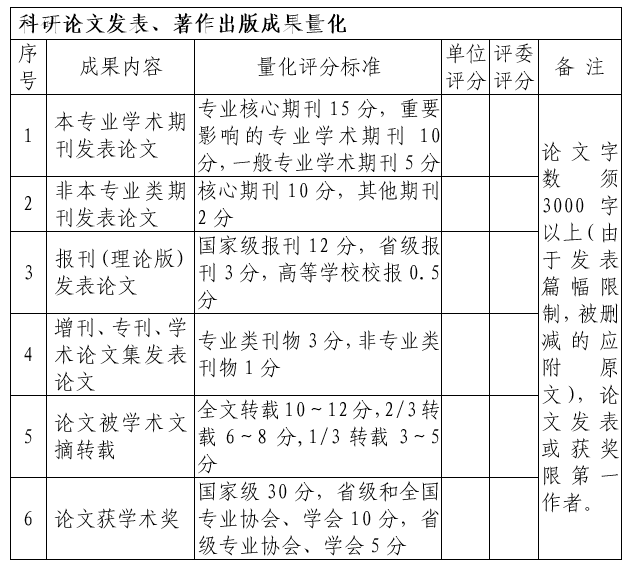 科研论文发表、著作出版成果量化
序
号
成果内容
量化评分标准
单位
评分
评委
评分
备 注
1
本专业学术期
刊发表论文
专业核心期刊 15 分，重要
影响的专业学术期刊 10
分，一般专业学术期刊 5 分
2
非本专业类期
刊发表论文
核心期刊 10 分，其他期刊
2 分
3
报刊（理论版）
发表论文
国家级报刊 12 分，省级报
刊 3 分，高等学校校报 0.5
分
4
增刊、专刊、学
术论文集发表
论文
专业类刊物 3 分，非专业类
刊物 1 分
5
论文被学术文
摘转载
全文转载 10～12 分，2/3 转
载 6～8 分，1/3 转载 3～5
分
6
论文获学术奖
国家级 30 分，省级和全国
专业协会、学会 10 分，省
级专业协会、学会 5 分
论文字
数须
3000 字
以上（由
于发表
篇幅限
制，被删
减的应
附原
文），论
文发表
或获奖
限第一
作者。